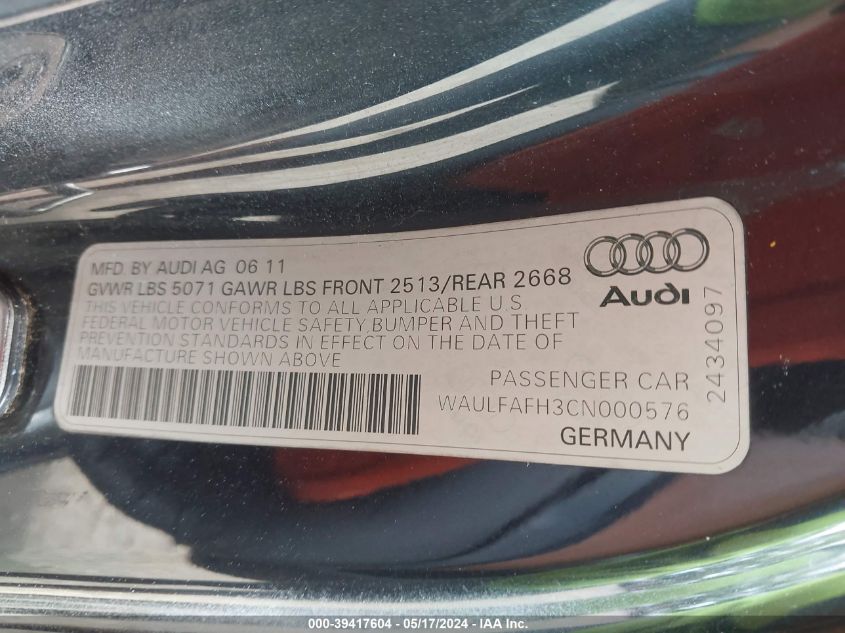 MFD. BY AUDI AG 06 11
GVWR LBS 5071 GAWR LBS FRONT 2513/REAR 2668
THIS VEHICLE CONFORMS TO ALL APPLICABLE U.S
FEDERAL MOTOR VEHICLE SAFETY,BUMPER AND THEFT
PREVENTION STANDARDS IN EFFECT ON THE DATE OF
MANUFACTURE SHOWN ABOVE
Audi
2434097
PASSENGER CAR
WAULFAFH3CN000576
GERMANY
000-39417604 - 05/17/2024 - IAAI.COM